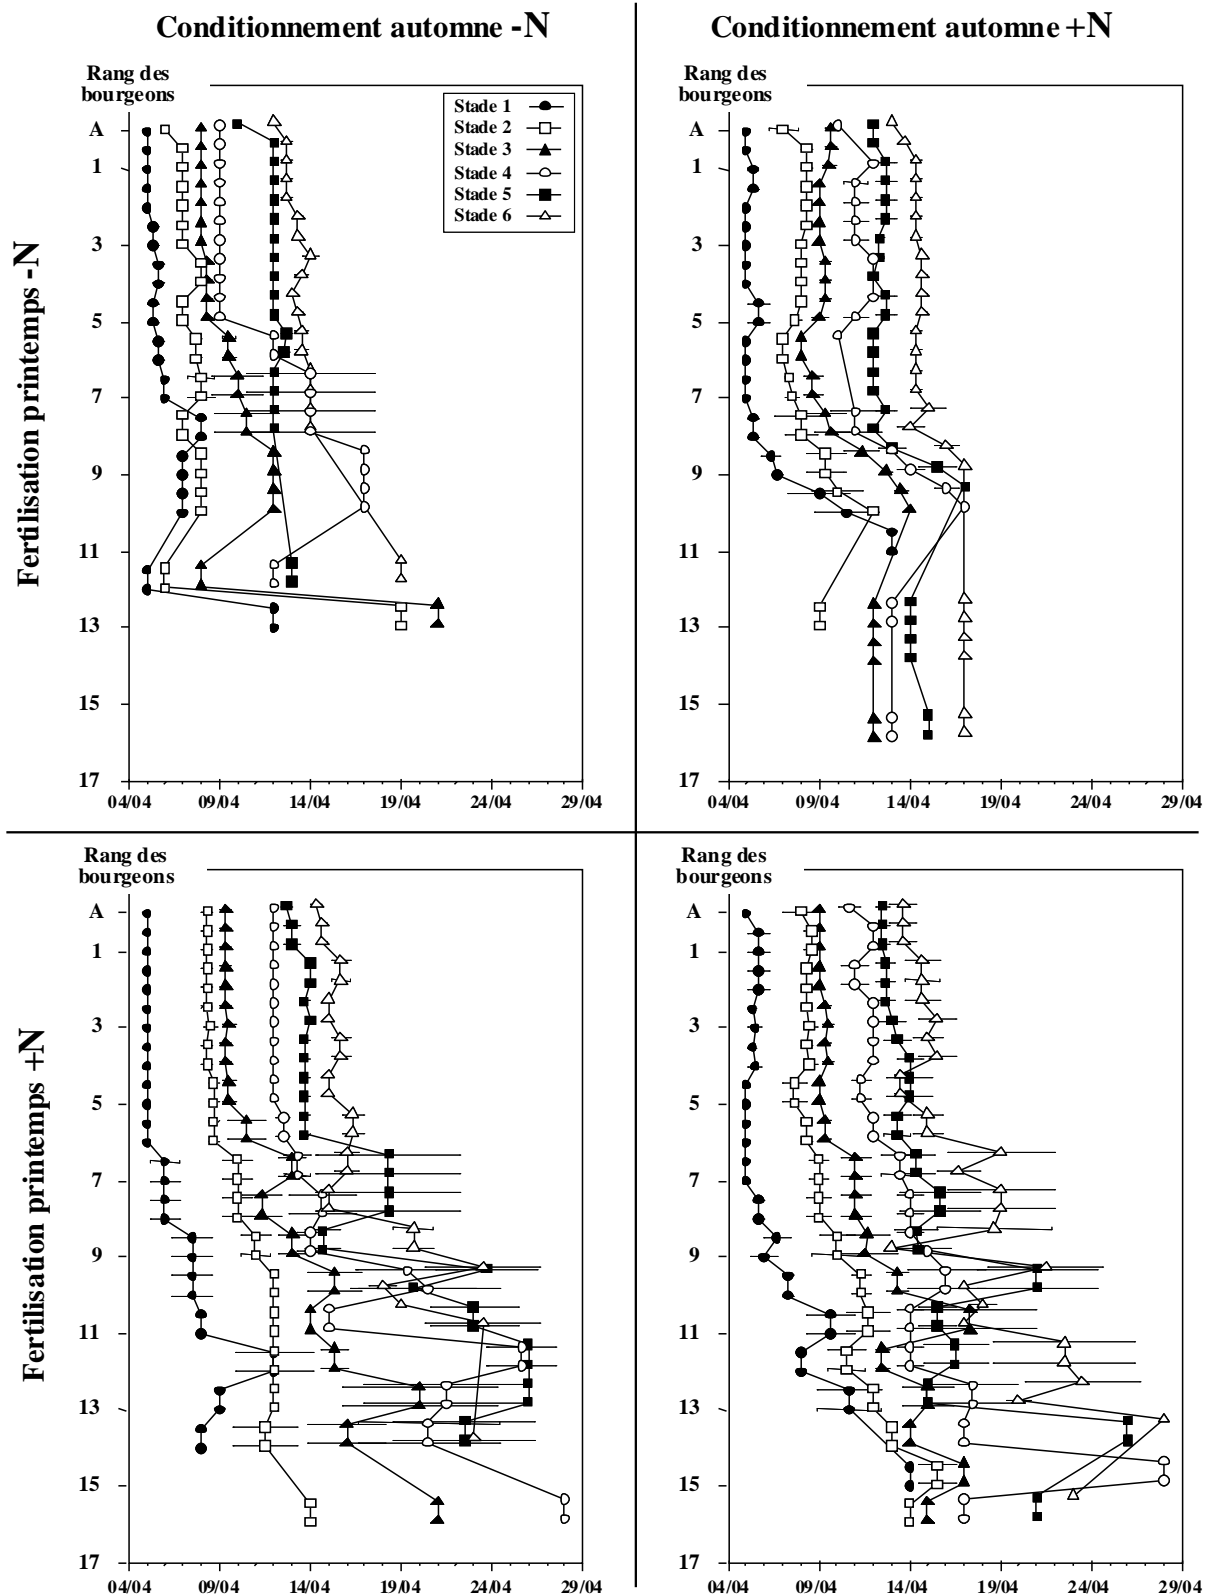 Conditionnement automne -N
Conditionnement automne +N
Fertilisation printemps -N
Rang des
bourgeons
Stade 1
Stade 2
Stade 3
Stade 4
Stade 5
Stade 6
A
1
3
5
7
9
11
13
15
17
04/04 09/04 14/04 19/04 24/04 29/04
Rang des
bourgeons
A
1
3
5
7
9
11
13
15
17
04/04 09/04 14/04 19/04 24/04 29/04
Fertilisation printemps +N
Rang des
bourgeons
A
1
3
5
7
9
11
13
15
17
04/04 09/04 14/04 19/04 24/04 29/04
Rang des
bourgeons
A
1
3
5
7
9
11
13
15
17
04/04 09/04 14/04 19/04 24/04 29/04